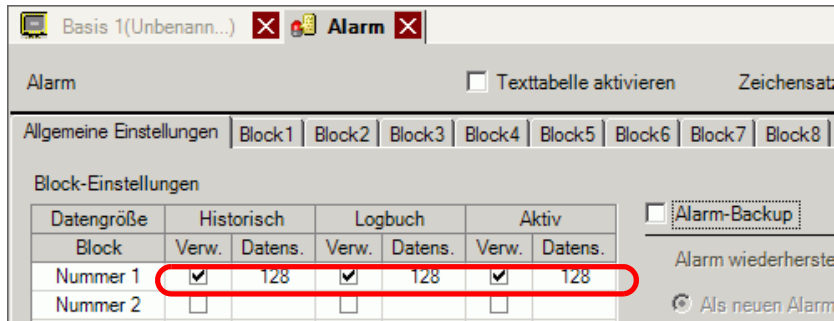 Basis 1(Unbenann...) Alarm
Alarm Texttabelle aktivieren Zeichensatz
Allgemeine Einstellungen Block1 Block2 Block3 Block4 Block5 Block6 Block7 Block8
Block-Einstellungen
Datengröße Historisch Logbuch Aktiv Alarm-Backup
Block Verw. Datens. Verw. Datens. Verw. Datens.
Alarm wiederherste
Nummer 1 128 128 128
Nummer 2 Als neuen Alarm